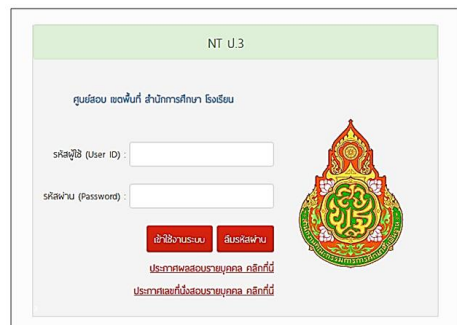 NT ป.3
ศูนย์สอบ เขตพื้นที่ สำนักการศึกษา โรงเรียน
รหัสผู้ใช้ (User ID) :
รหัสผ่าน (Password) :
เข้าใช้งานระบบ ลืมรหัสผ่าน
ประกาศผลสอบรายบุคคล คลิกที่นี่
ประกาศเลขที่นั่งสอบรายบุคคล คลิกที่นี่